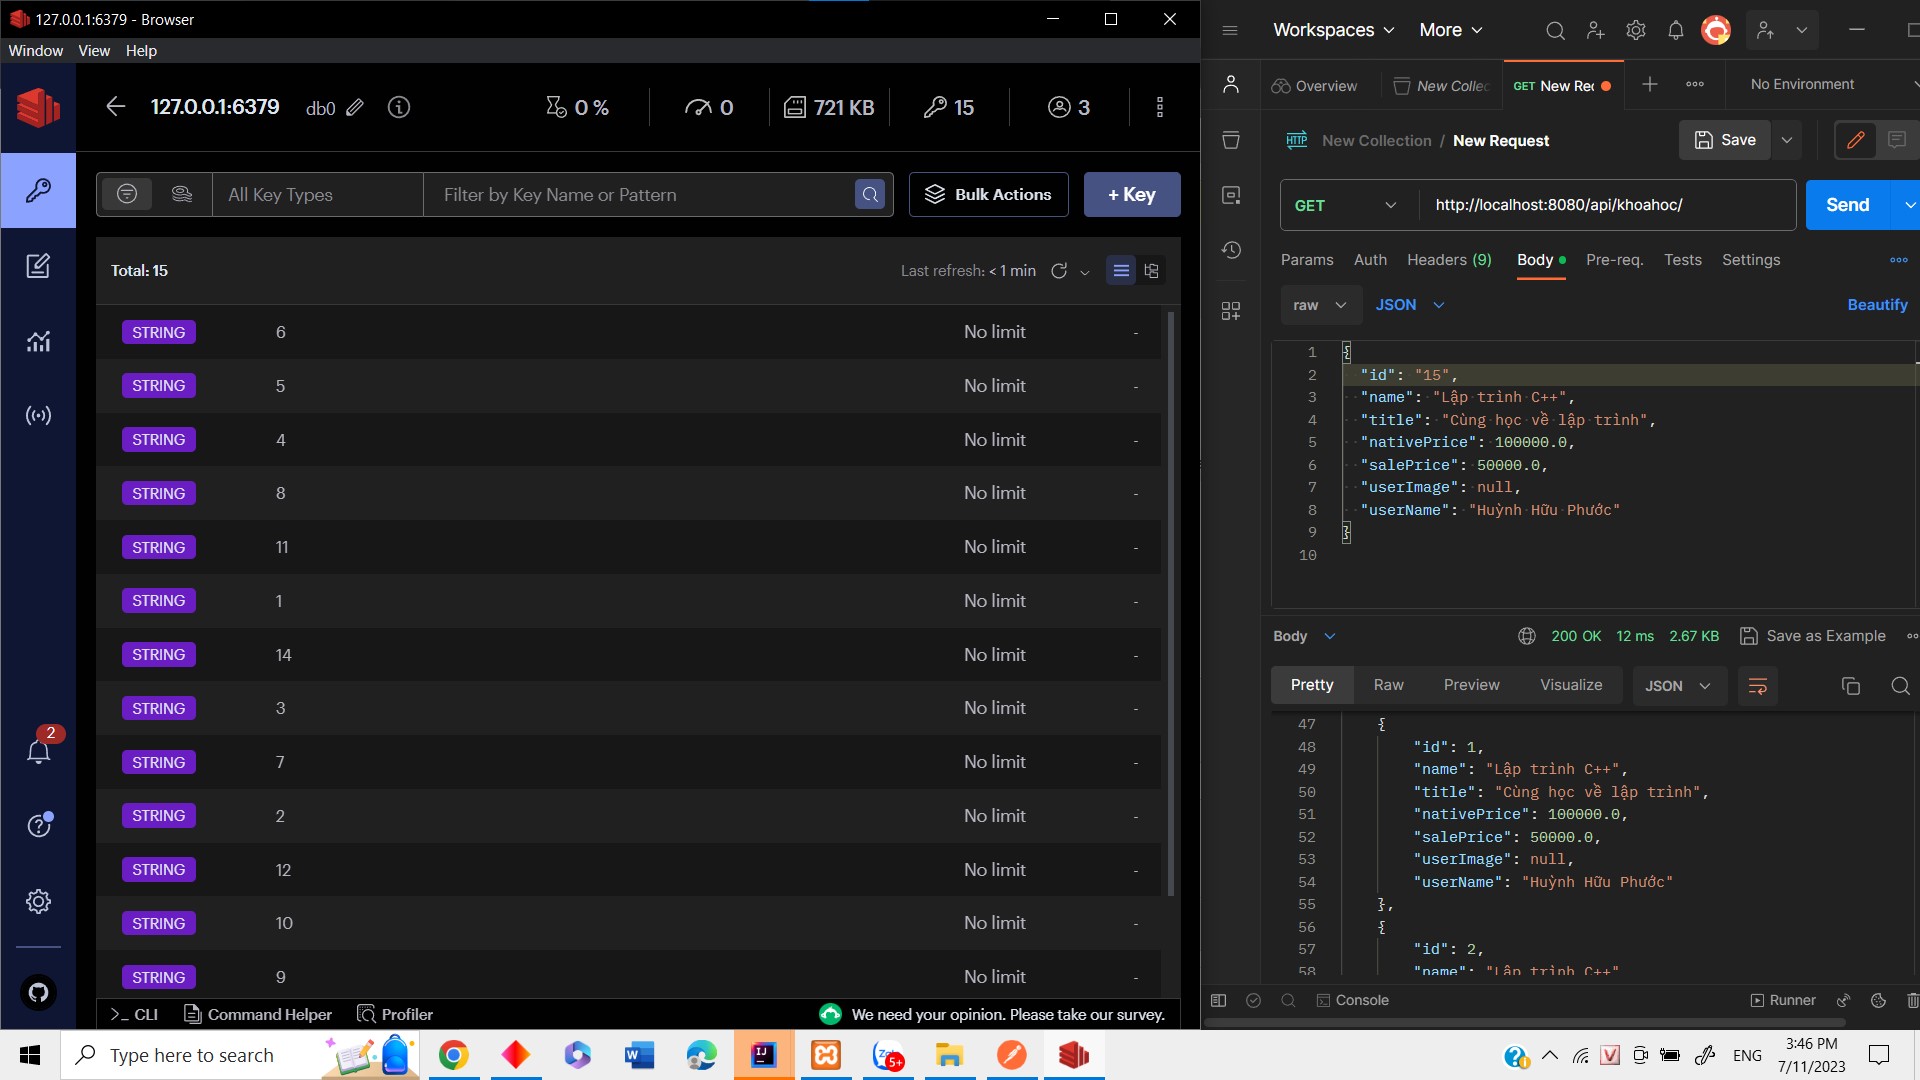 127.0.0.1:6379 - Browser
Window View Help
127.0.0.1:6379 db0 0 % 0 721 KB 15 3
All Key Types Filter by Key Name or Pattern Bulk Actions + Key
Total: 15 Last refresh: < 1 min
STRING 6 No limit -
STRING 5 No limit -
STRING 4 No limit -
STRING 8 No limit -
STRING 11 No limit -
STRING 1 No limit -
STRING 14 No limit -
STRING 3 No limit -
STRING 7 No limit -
STRING 2 No limit -
STRING 12 No limit -
STRING 10 No limit -
STRING 9 No limit -
2
>_ CLI Command Helper Profiler We need your opinion. Please take our survey.
Workspaces More
Overview New Collec GET New Rec No Environment
HTTP New Collection / New Request Save
GET http://localhost:8080/api/khoahoc/ Send
Params Auth Headers (9) Body Pre-req. Tests Settings
raw JSON Beautify
1 {
2 "id": "15",
3 "name": "Lập trình C++",
4 "title": "Cùng học về lập trình",
5 "nativePrice": 100000.0,
6 "salePrice": 50000.0,
7 "userImage": null,
8 "userName": "Huỳnh Hữu Phước"
9 }
10
Body 200 OK 12 ms 2.67 KB Save as Example
Pretty Raw Preview Visualize JSON
47 {
48 "id": 1,
49 "name": "Lập trình C++",
50 "title": "Cùng học về lập trình",
51 "nativePrice": 100000.0,
52 "salePrice": 50000.0,
53 "userImage": null,
54 "userName": "Huỳnh Hữu Phước"
55 },
56 {
57 "id": 2,
58 "name": "Lập trình C++"
Console Runner
Type here to search 5+ ENG 3:46 PM
7/11/2023